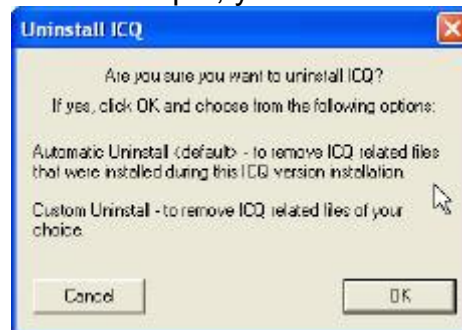 Uninstall ICQ
Are you sure you want to uninstall ICQ?
If yes, click OK and choose from the following options:
Automatic Uninstall <default> - to remove ICQ related files
that were installed during this ICQ version installation.
Custom Uninstall - to remove ICQ related files of your
choice.
Cancel
OK